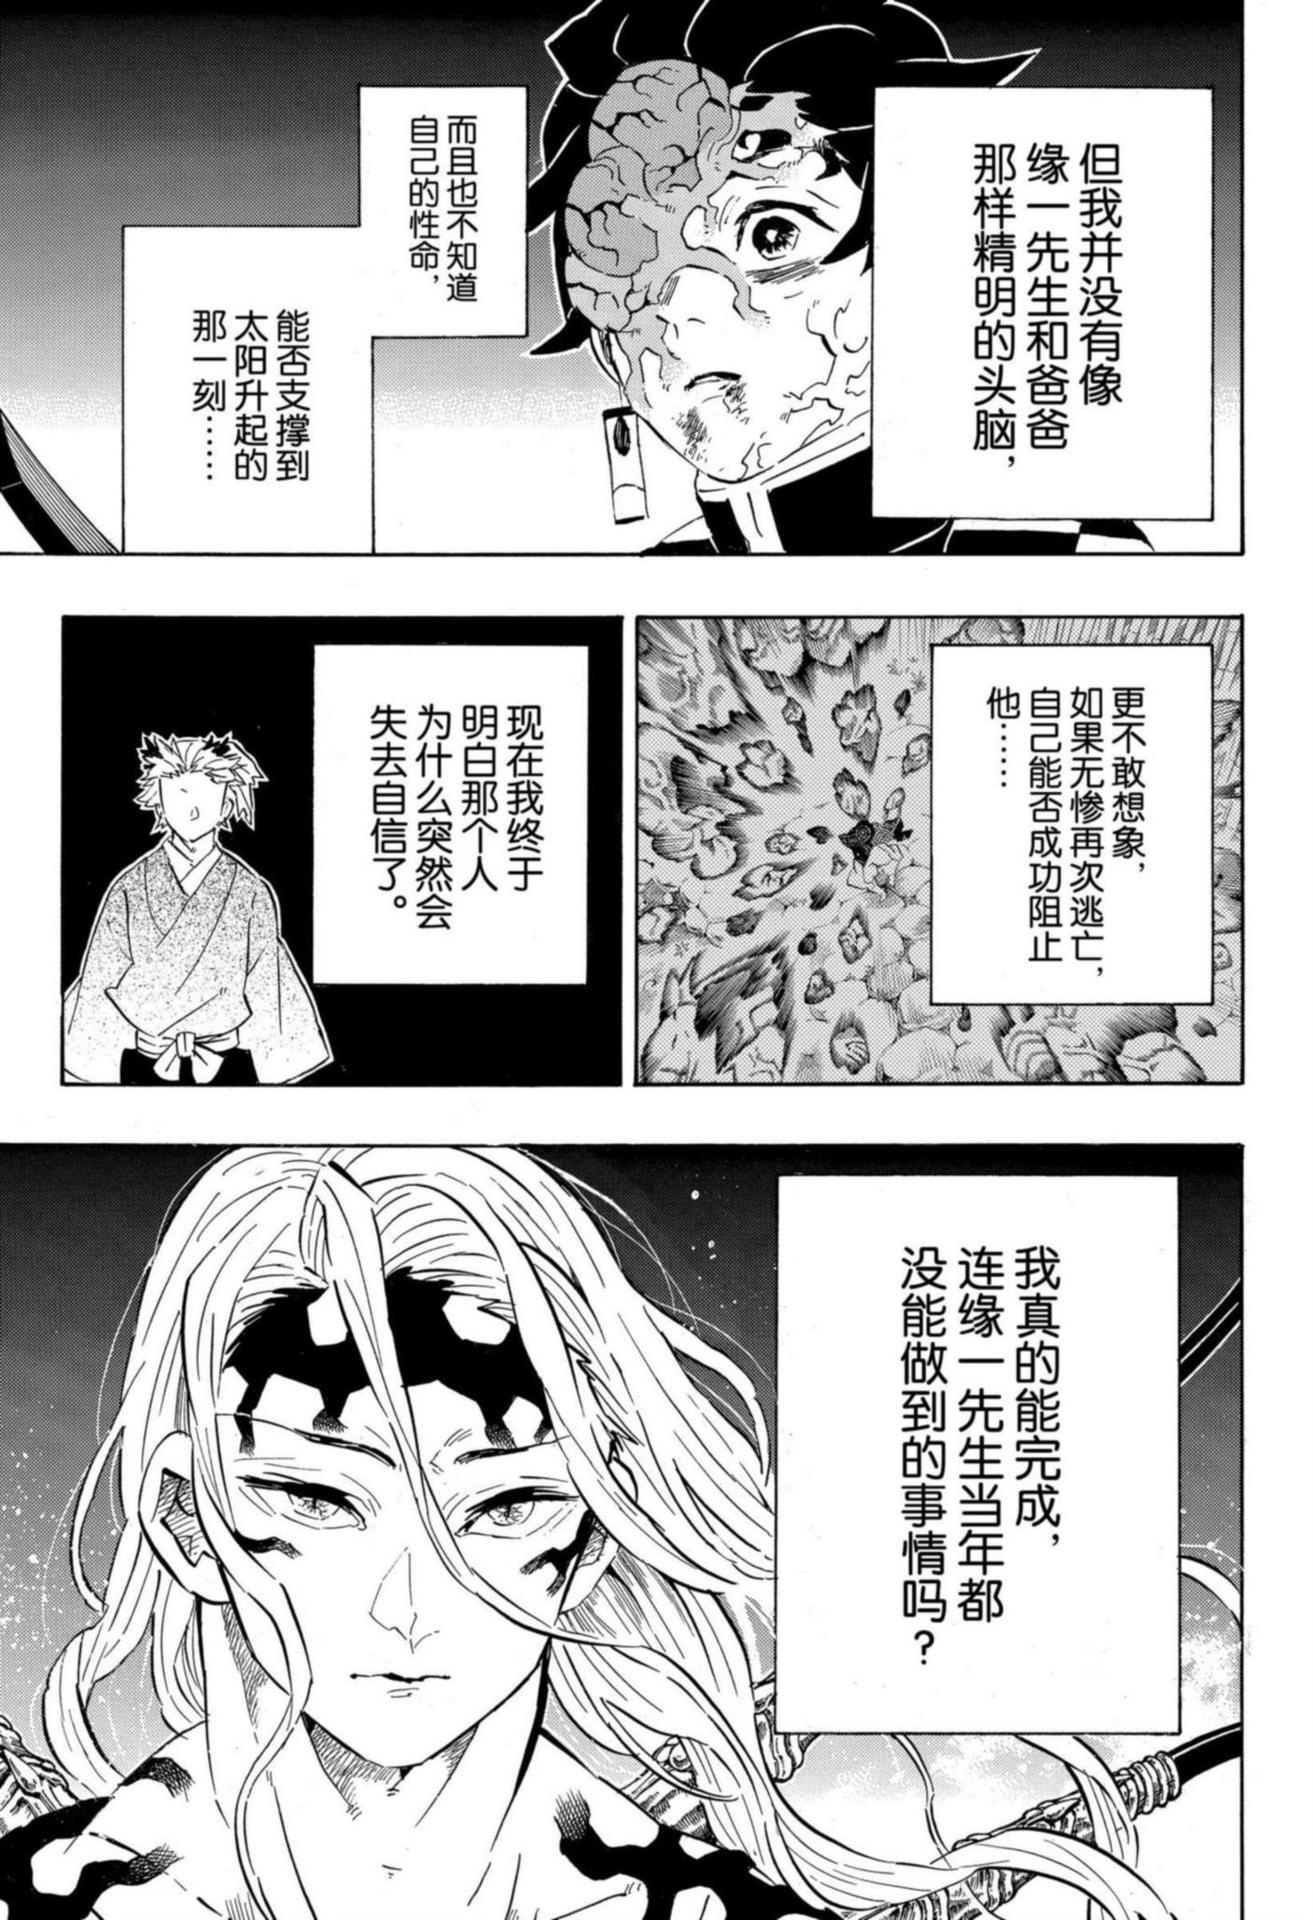 但我并没有像
缘一先生和爸爸
那样精明的头脑，
而且也不知道
自己的性命，
能否支撑到
太阳升起的
那一刻……
更不敢想象，
如果无惨再次逃亡，
自己能否成功阻止
他……
现在我终于
明白那个人
为什么突然会
失去自信了。
我真的能完成，
连缘一先生当年都
没能做到的事情吗？